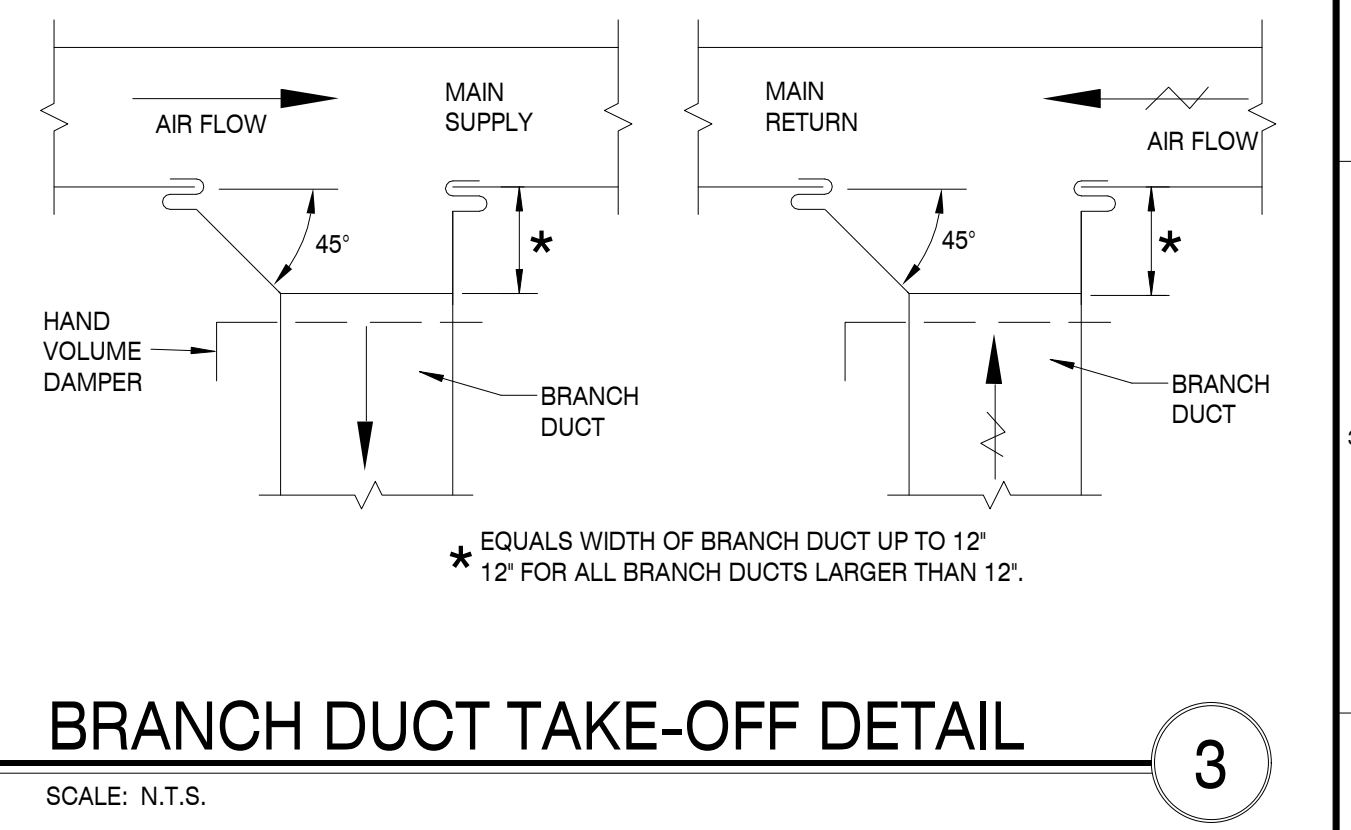 AIR FLOW
MAIN
SUPPLY
45°
*
HAND
VOLUME
DAMPER
BRANCH
DUCT
MAIN
RETURN
AIR FLOW
45°
*
BRANCH
DUCT
* EQUALS WIDTH OF BRANCH DUCT UP TO 12"
12" FOR ALL BRANCH DUCTS LARGER THAN 12".
BRANCH DUCT TAKE-OFF DETAIL
3
SCALE: N.T.S.